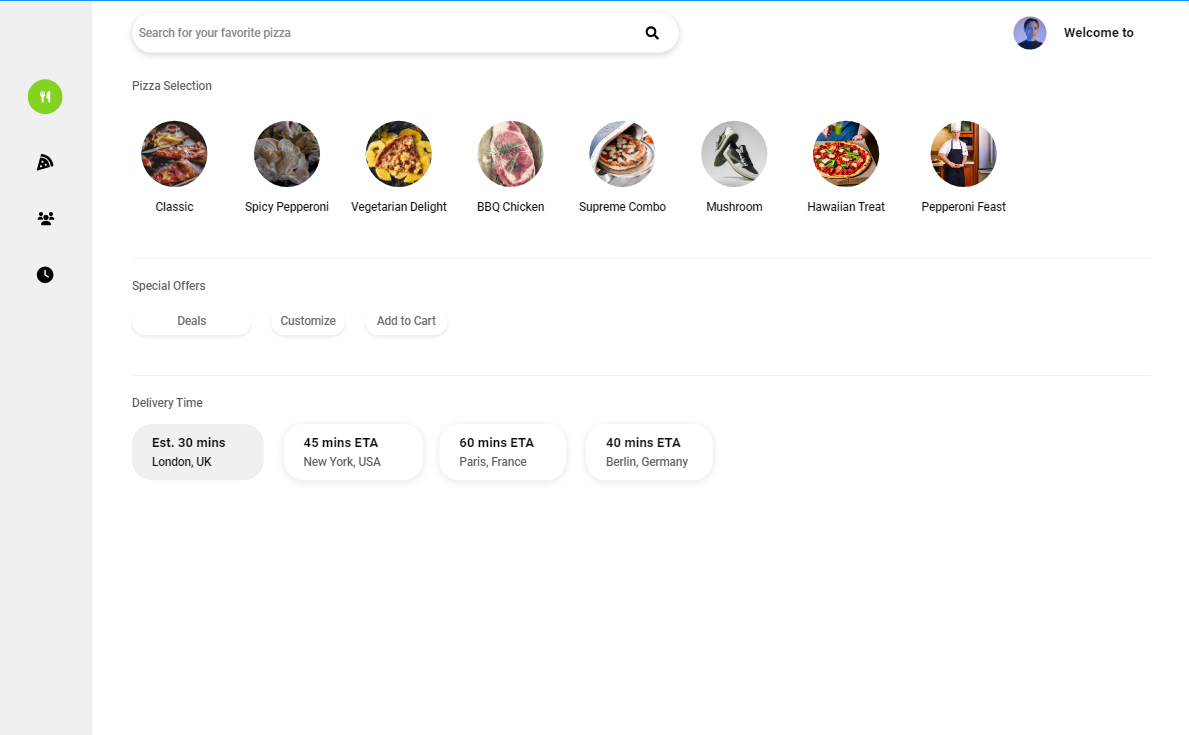 Search for your favorite pizza
Welcome to
Pizza Selection
Classic
Spicy Pepperoni
Vegetarian Delight
BBQ Chicken
Supreme Combo
Mushroom
Hawaiian Treat
Pepperoni Feast
Special Offers
Deals
Customize
Add to Cart
Delivery Time
Est. 30 mins
London, UK
45 mins ETA
New York, USA
60 mins ETA
Paris, France
40 mins ETA
Berlin, Germany